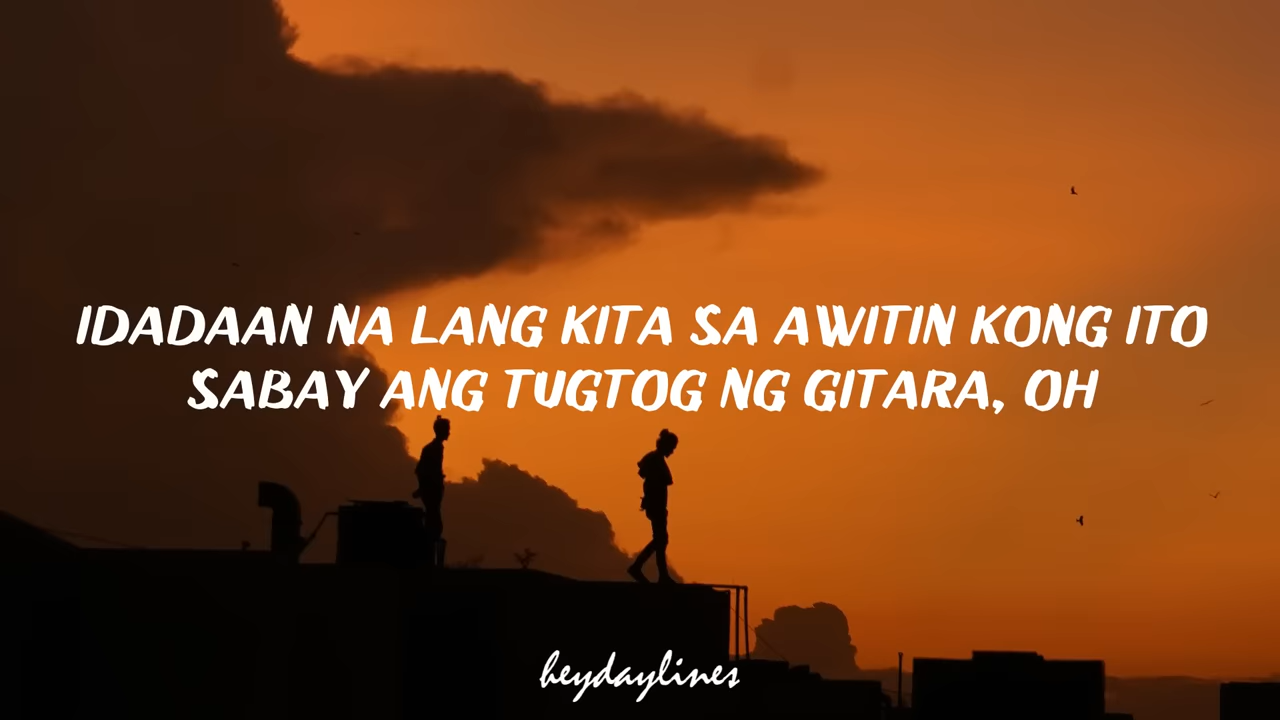 IDADAAN NA LANG KITA SA AWITIN KONG ITO
SABAY ANG TUGTOG NG GITARA, OH
heydaylines